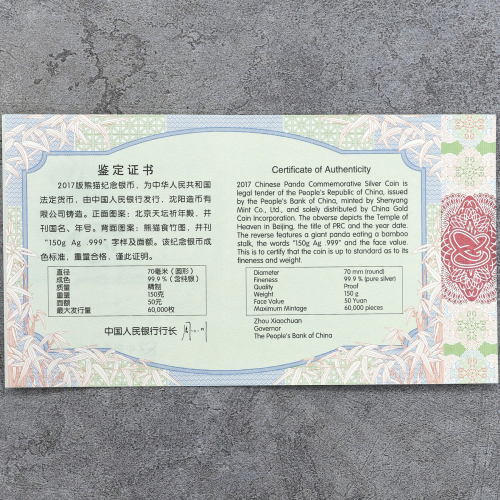 鉴定证书
2017版熊猫纪念银币，为中华人民共和国
法定货币，由中国人民银行发行，沈阳造币有
限公司铸造。正面图案：北京天坛祈年殿，并
刊国名、年号。背面图案：熊猫食竹图，并刊
"150g Ag .999"字样及面额。该纪念银币成
色标准，重量合格，谨此证明。
直径 70毫米（圆形）
成色 99.9%（含纯银）
质量 精制
重量 150克
面额 50元
最大发行量 60,000枚
中国人民银行行长
Certificate of Authenticity
2017 Chinese Panda Commemorative Silver Coin is
legal tender of the People's Republic of China, issued
by the People's Bank of China, minted by Shenyang
Mint Co., Ltd., and solely distributed by China Gold
Coin Incorporation. The obverse depicts the Temple of
Heaven in Beijing, the title of PRC and the year date.
The reverse features a giant panda eating a bamboo
stalk, the words "150g Ag .999" and the face value.
This is to certify that the coin is up to standard as to its
fineness and weight.
Diameter 70 mm (round)
Fineness 99.9% (pure silver)
Quality Proof
Weight 150 g
Face Value 50 Yuan
Maximum Mintage 60,000 pieces
Zhou Xiaochuan
Governor
The People's Bank of China